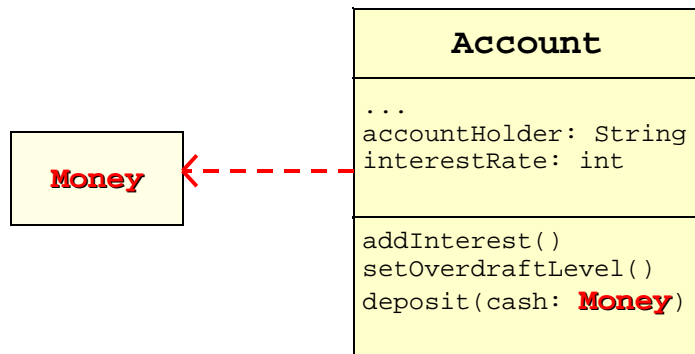 Account
...
accountHolder: String
interestRate: int
Money
addInterest()
setOverdraftLevel()
deposit(cash: Money)